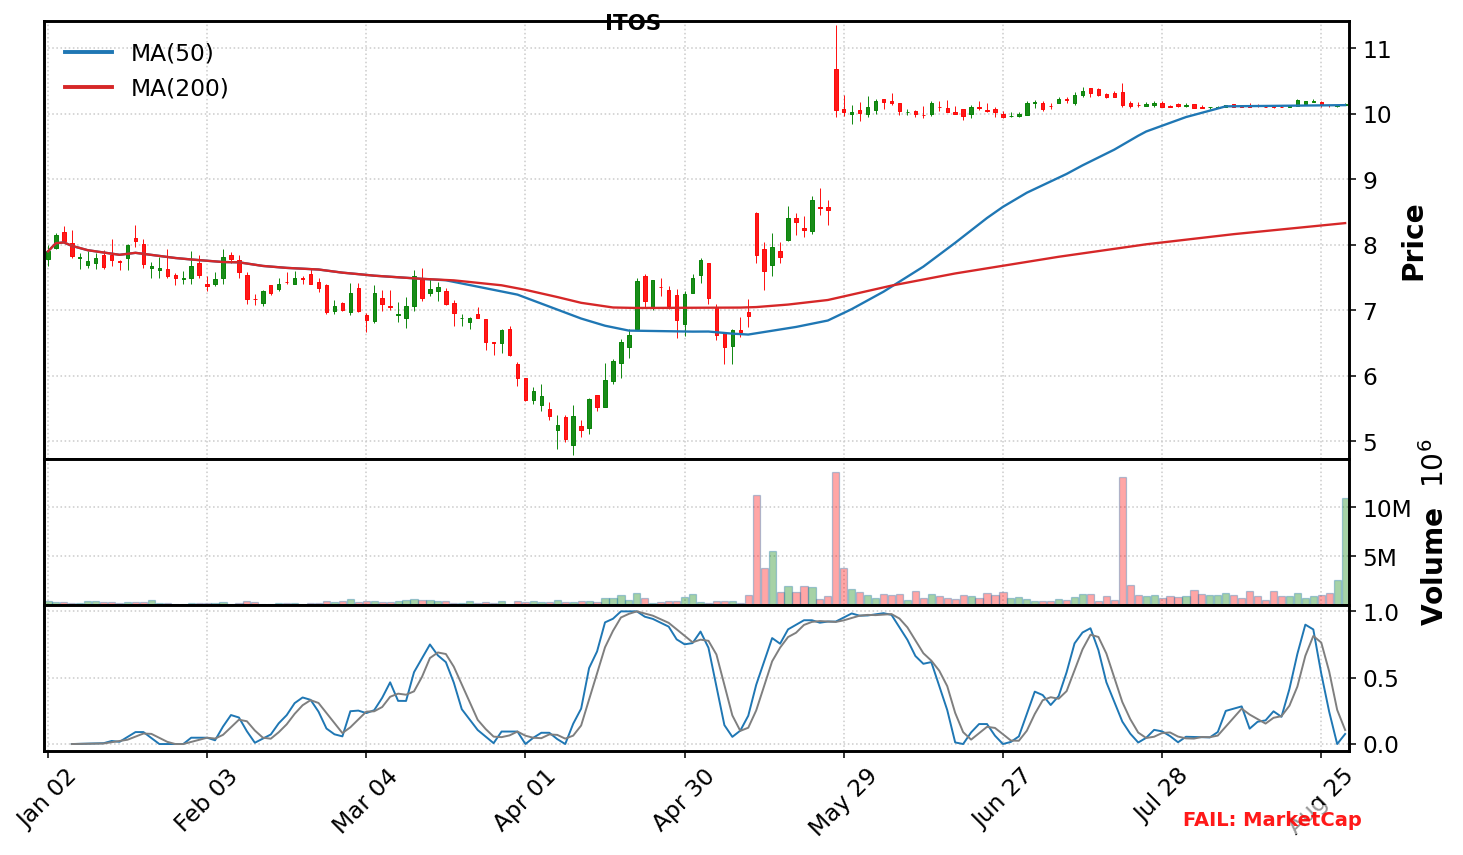 ITOS
MA(50)
MA(200)
11
10
9
8
7
6
5
Price
10M
5M
Volume 10⁶
1.0
0.5
0.0
Jan 02
Feb 03
Mar 04
Apr 01
Apr 30
May 29
Jun 27
Jul 28
Aug 25
FAIL: MarketCap